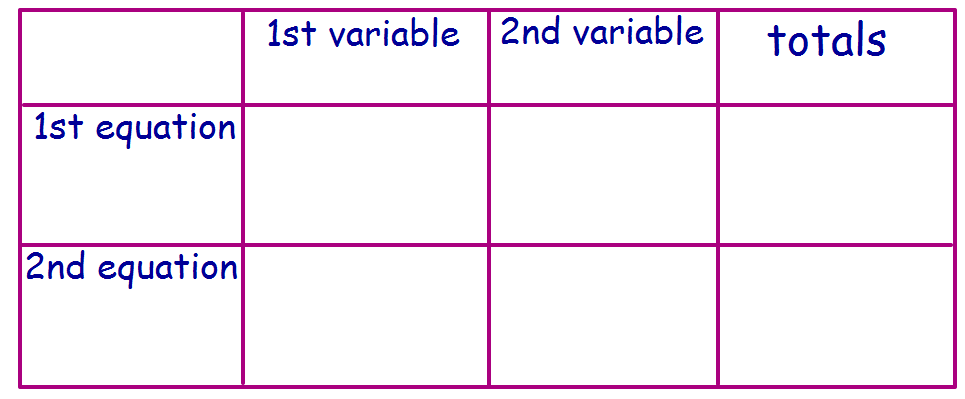 1st variable 2nd variable totals
1st equation
2nd equation